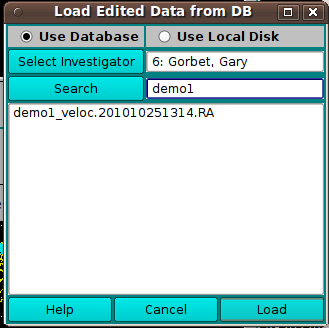 Load Edited Data from DB
Use Database Use Local Disk
Select Investigator 6: Gorbet, Gary
Search demo1
demo1_veloc.201010251314.RA
Help Cancel Load